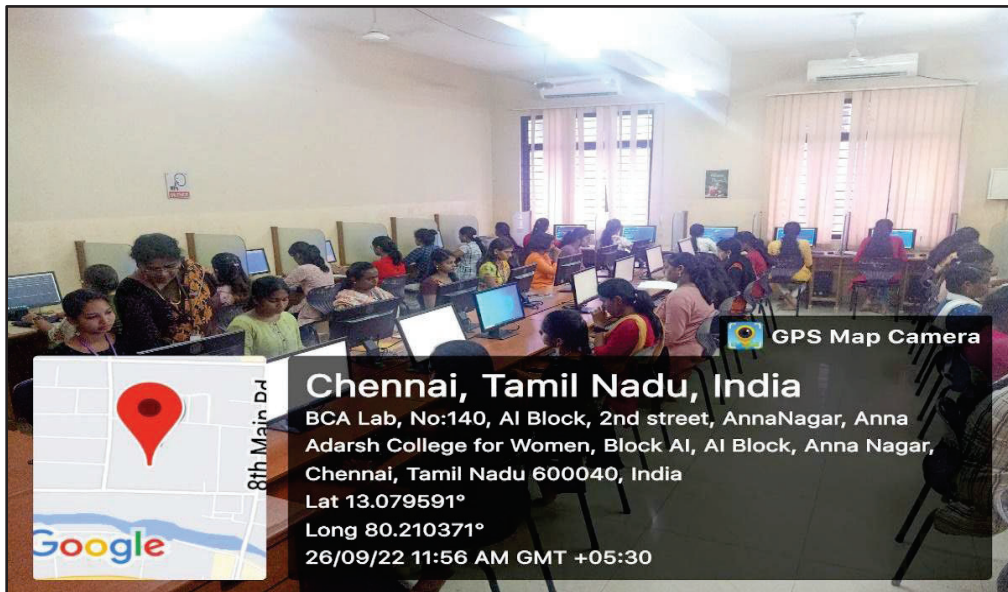 GPS Map Camera
Chennai, Tamil Nadu, India
BCA Lab, No:140, AI Block, 2nd street, AnnaNagar, Anna
Adarsh College for Women, Block AI, AI Block, Anna Nagar,
Chennai, Tamil Nadu 600040, India
Lat 13.079591°
Long 80.210371°
26/09/22 11:56 AM GMT +05:30
8th Main Rd
Google